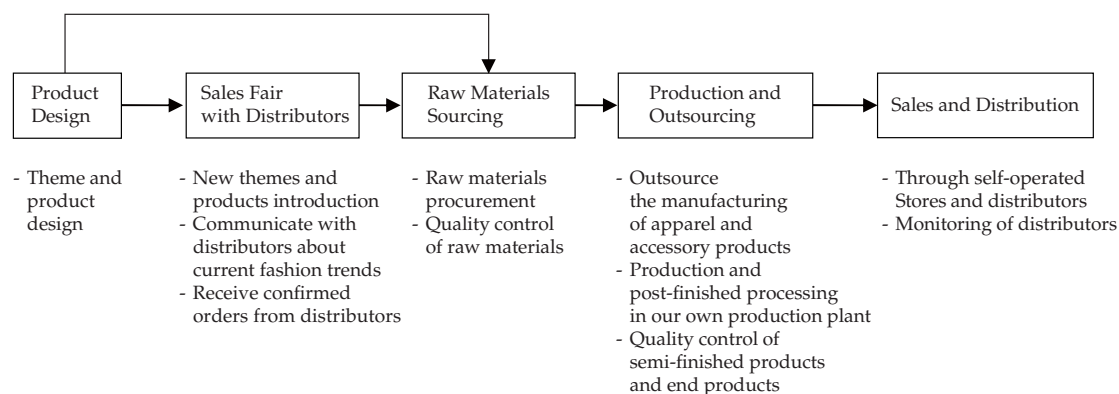 Product
Design
Sales Fair
with Distributors
Raw Materials
Sourcing
Production and
Outsourcing
Sales and Distribution
- Theme and
product
design
- New themes and
products introduction
- Communicate with
distributors about
current fashion trends
- Receive confirmed
orders from distributors
- Raw materials
procurement
- Quality control
of raw materials
- Outsource
the manufacturing
of apparel and
accessory products
- Production and
post-finished processing
in our own production plant
- Quality control of
semi-finished products
and end products
- Through self-operated
Stores and distributors
- Monitoring of distributors